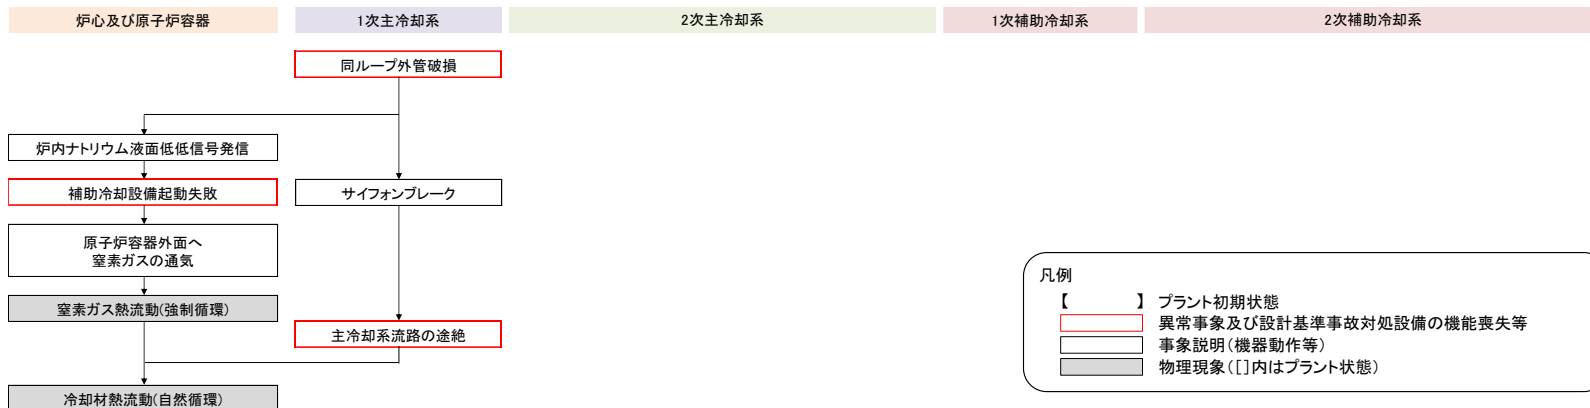 炉心及び原子炉容器
1次主冷却系
2次主冷却系
1次補助冷却系
2次補助冷却系
同ループ外管破損
炉内ナトリウム液面低低信号発信
補助冷却設備起動失敗
サイフォンブレーク
原子炉容器外面へ
窒素ガスの通気
窒素ガス熱流動(強制循環)
主冷却系流路の途絶
冷却材熱流動(自然循環)
凡例
【 】 プラント初期状態
異常事象及び設計基準事故対処設備の機能喪失等
事象説明(機器動作等)
物理現象([]内はプラント状態)